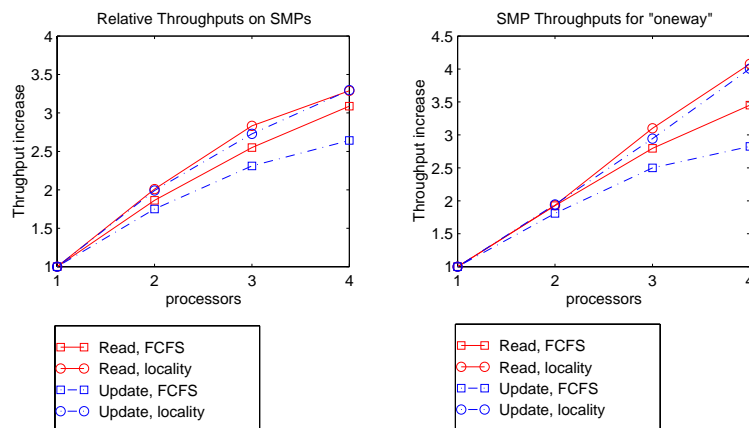 Relative Throughputs on SMPs
4
3.5
3
2.5
2
1.5
1
1 2 3 4
Thrughput increase
processors
Read, FCFS
Read, locality
Update, FCFS
Update, locality
SMP Throughputs for "oneway"
4.5
4
3.5
3
2.5
2
1.5
1
1 2 3 4
Throughput increase
processors
Read, FCFS
Read, locality
Update, FCFS
Update, locality